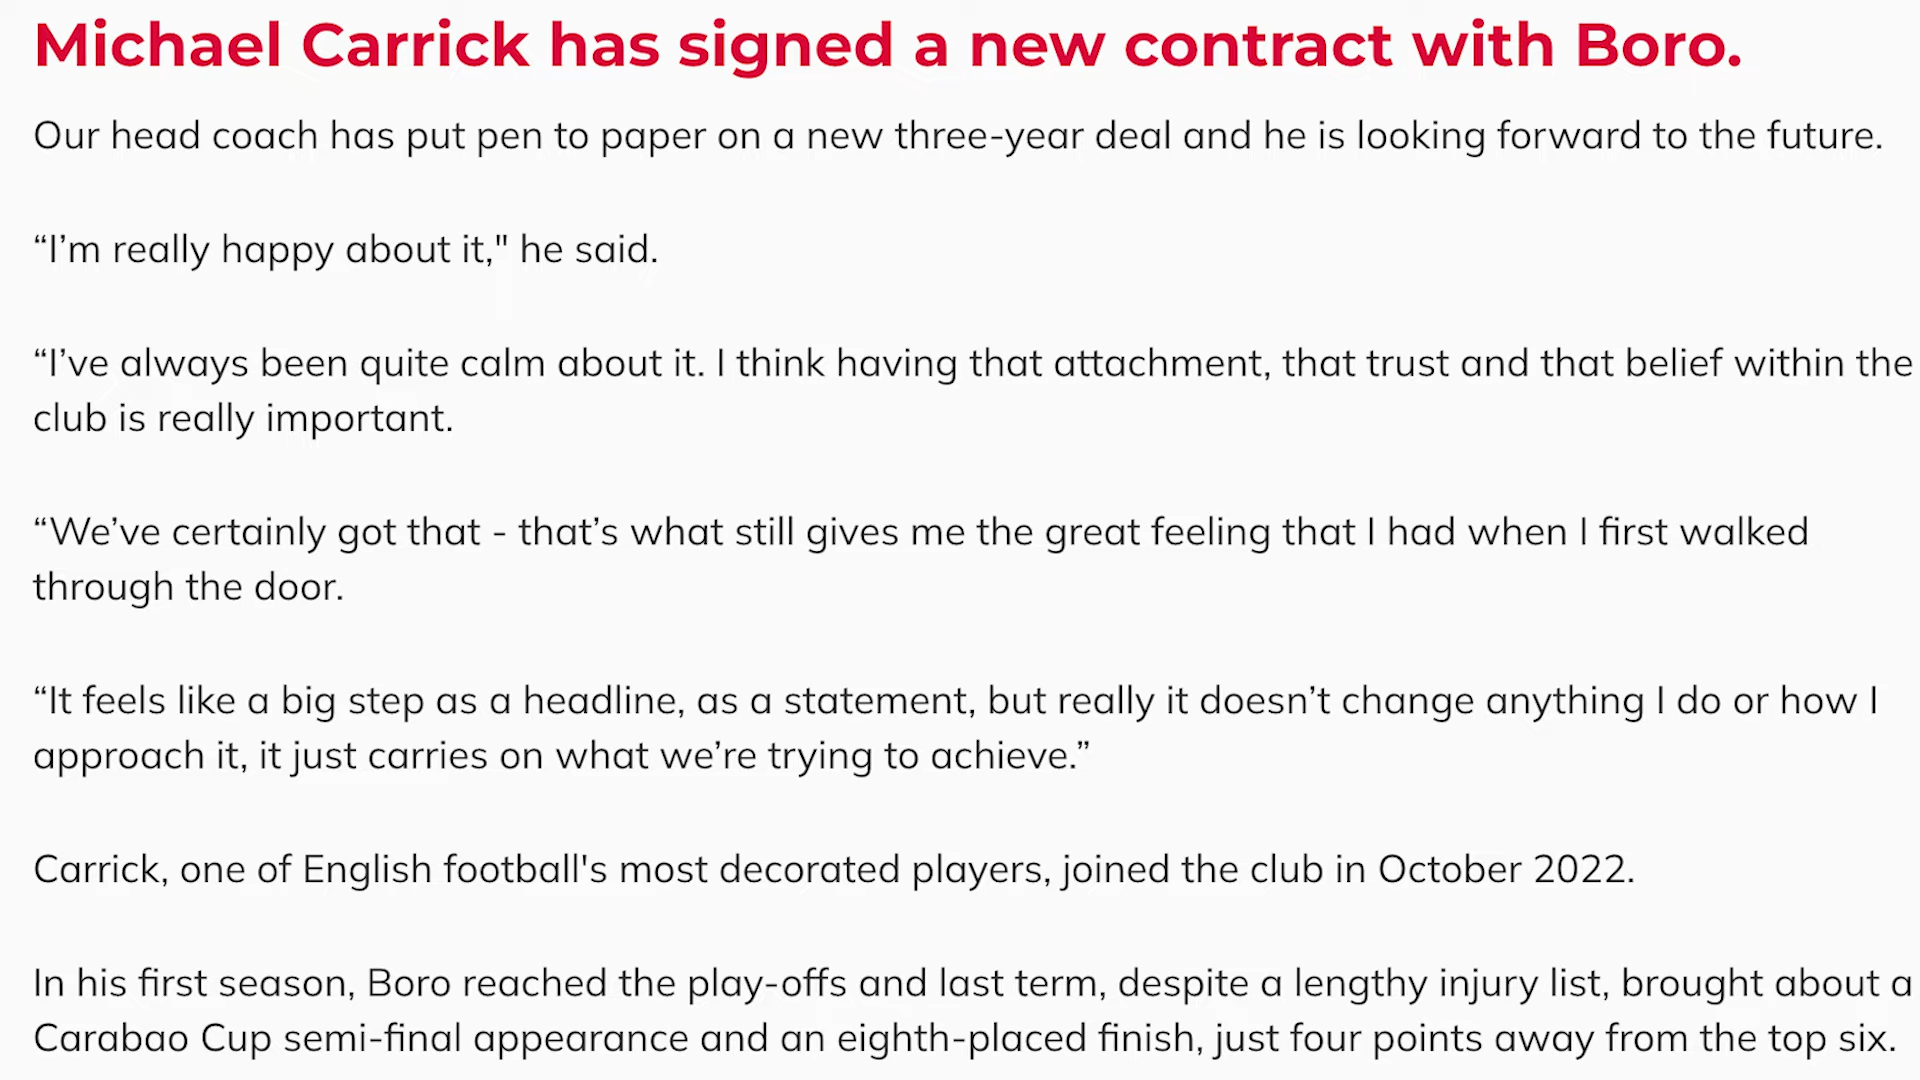 Michael Carrick has signed a new contract with Boro.
Our head coach has put pen to paper on a new three-year deal and he is looking forward to the future.
“I’m really happy about it," he said.
“I’ve always been quite calm about it. I think having that attachment, that trust and that belief within the
club is really important.
“We’ve certainly got that - that’s what still gives me the great feeling that I had when I first walked
through the door.
“It feels like a big step as a headline, as a statement, but really it doesn’t change anything I do or how I
approach it, it just carries on what we’re trying to achieve.”
Carrick, one of English football's most decorated players, joined the club in October 2022.
In his first season, Boro reached the play-offs and last term, despite a lengthy injury list, brought about a
Carabao Cup semi-final appearance and an eighth-placed finish, just four points away from the top six.